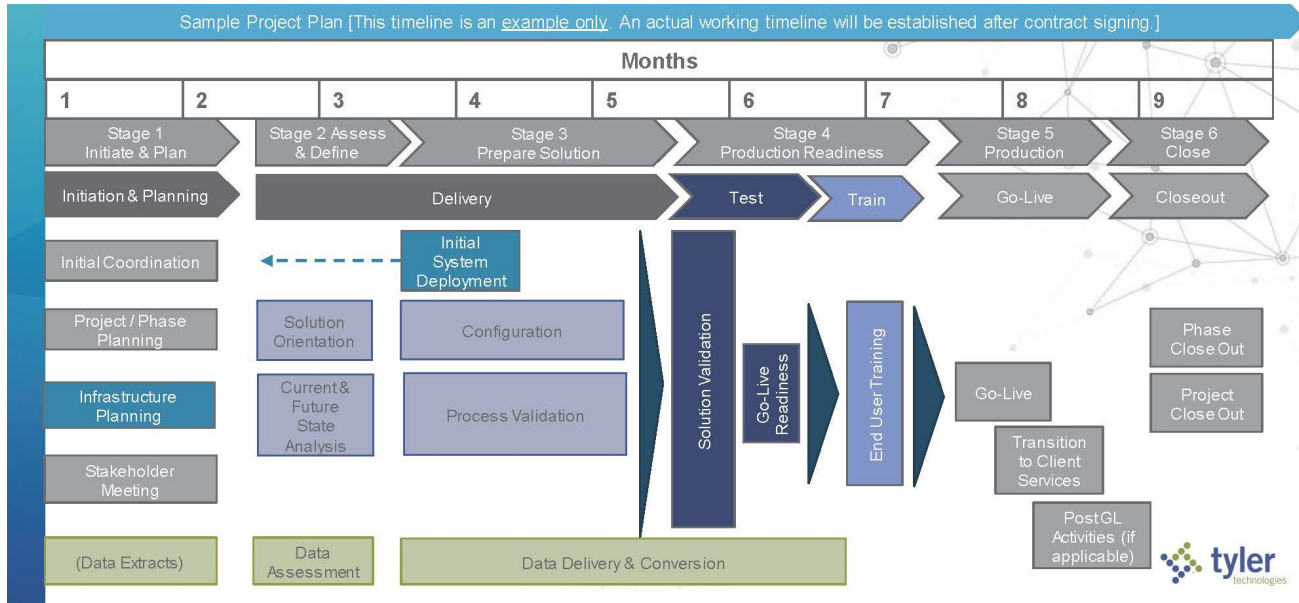 Sample Project Plan [This timeline is an example only. An actual working timeline will be established after contract signing.]
Months
1 2 3 4 5 6 7 8 9
Stage 1
Initiate & Plan
Stage 2 Assess
& Define
Stage 3
Prepare Solution
Stage 4
Production Readiness
Stage 5
Production
Stage 6
Close
Initiation & Planning
Delivery
Test
Train
Go-Live
Closeout
Initial Coordination
Initial
System
Deployment
Project / Phase
Planning
Solution
Orientation
Configuration
Phase
Close Out
Infrastructure
Planning
Current &
Future
State
Analysis
Process Validation
Solution Validation
Go-Live
Readiness
End User Training
Go-Live
Project
Close Out
Stakeholder
Meeting
Transition
to Client
Services
Post GL
Activities (if
applicable)
(Data Extracts)
Data
Assessment
Data Delivery & Conversion
tyler
technologies